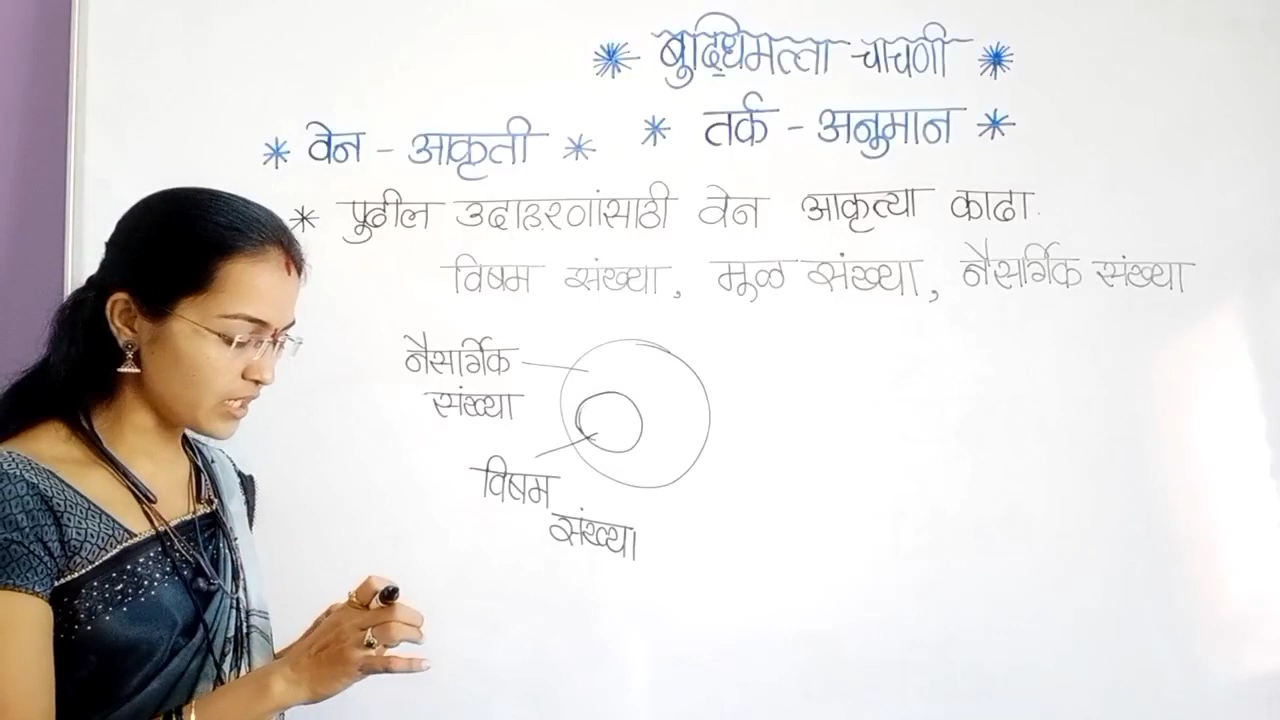 * बुद्धिमत्ता चाचणी *
* वेन - आकृती *
* तर्क - अनुमान *
* पुढील उदाहरणांसाठी वेन आकृत्या काढा.
विषम संख्या, मूळ संख्या, नैसर्गिक संख्या
नैसर्गिक
संख्या
विषम
संख्या